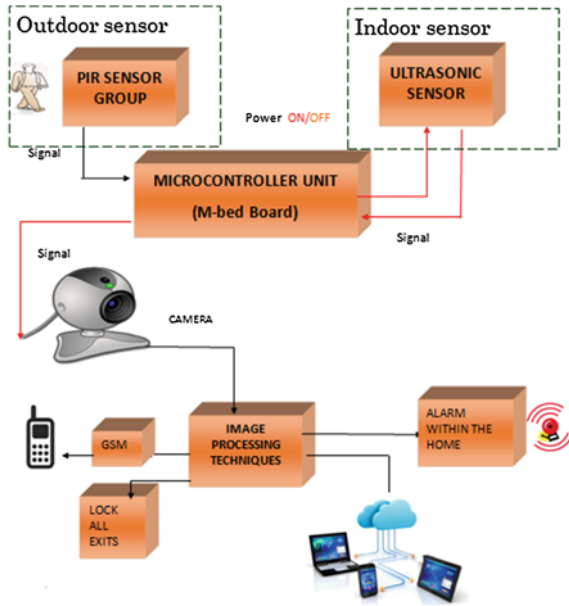 Outdoor sensor
Indoor sensor
PIR SENSOR
GROUP
ULTRASONIC
SENSOR
Power ON/OFF
Signal
MICROCONTROLLER UNIT
(M-bed Board)
Signal
Signal
CAMERA
GSM
IMAGE
PROCESSING
TECHNIQUES
ALARM
WITHIN THE
HOME
LOCK
ALL
EXITS